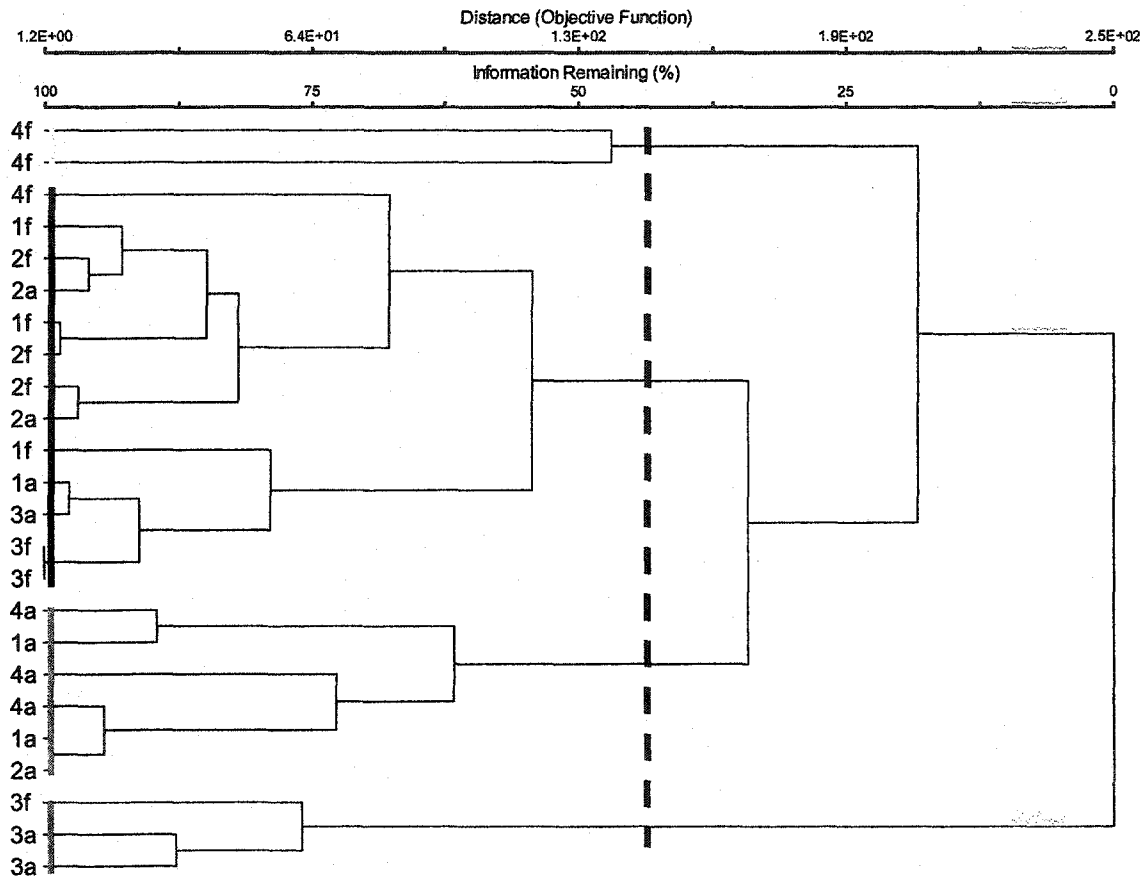 Distance (Objective Function)
1.2E+00 6.4E+01 1.3E+02 1.9E+02 2.5E+02
Information Remaining (%)
100 75 50 25 0
4f
4f
4f
1f
2f
2a
1f
2f
2f
2a
1f
1a
3a
3f
3f
4a
1a
4a
4a
1a
2a
3f
3a
3a